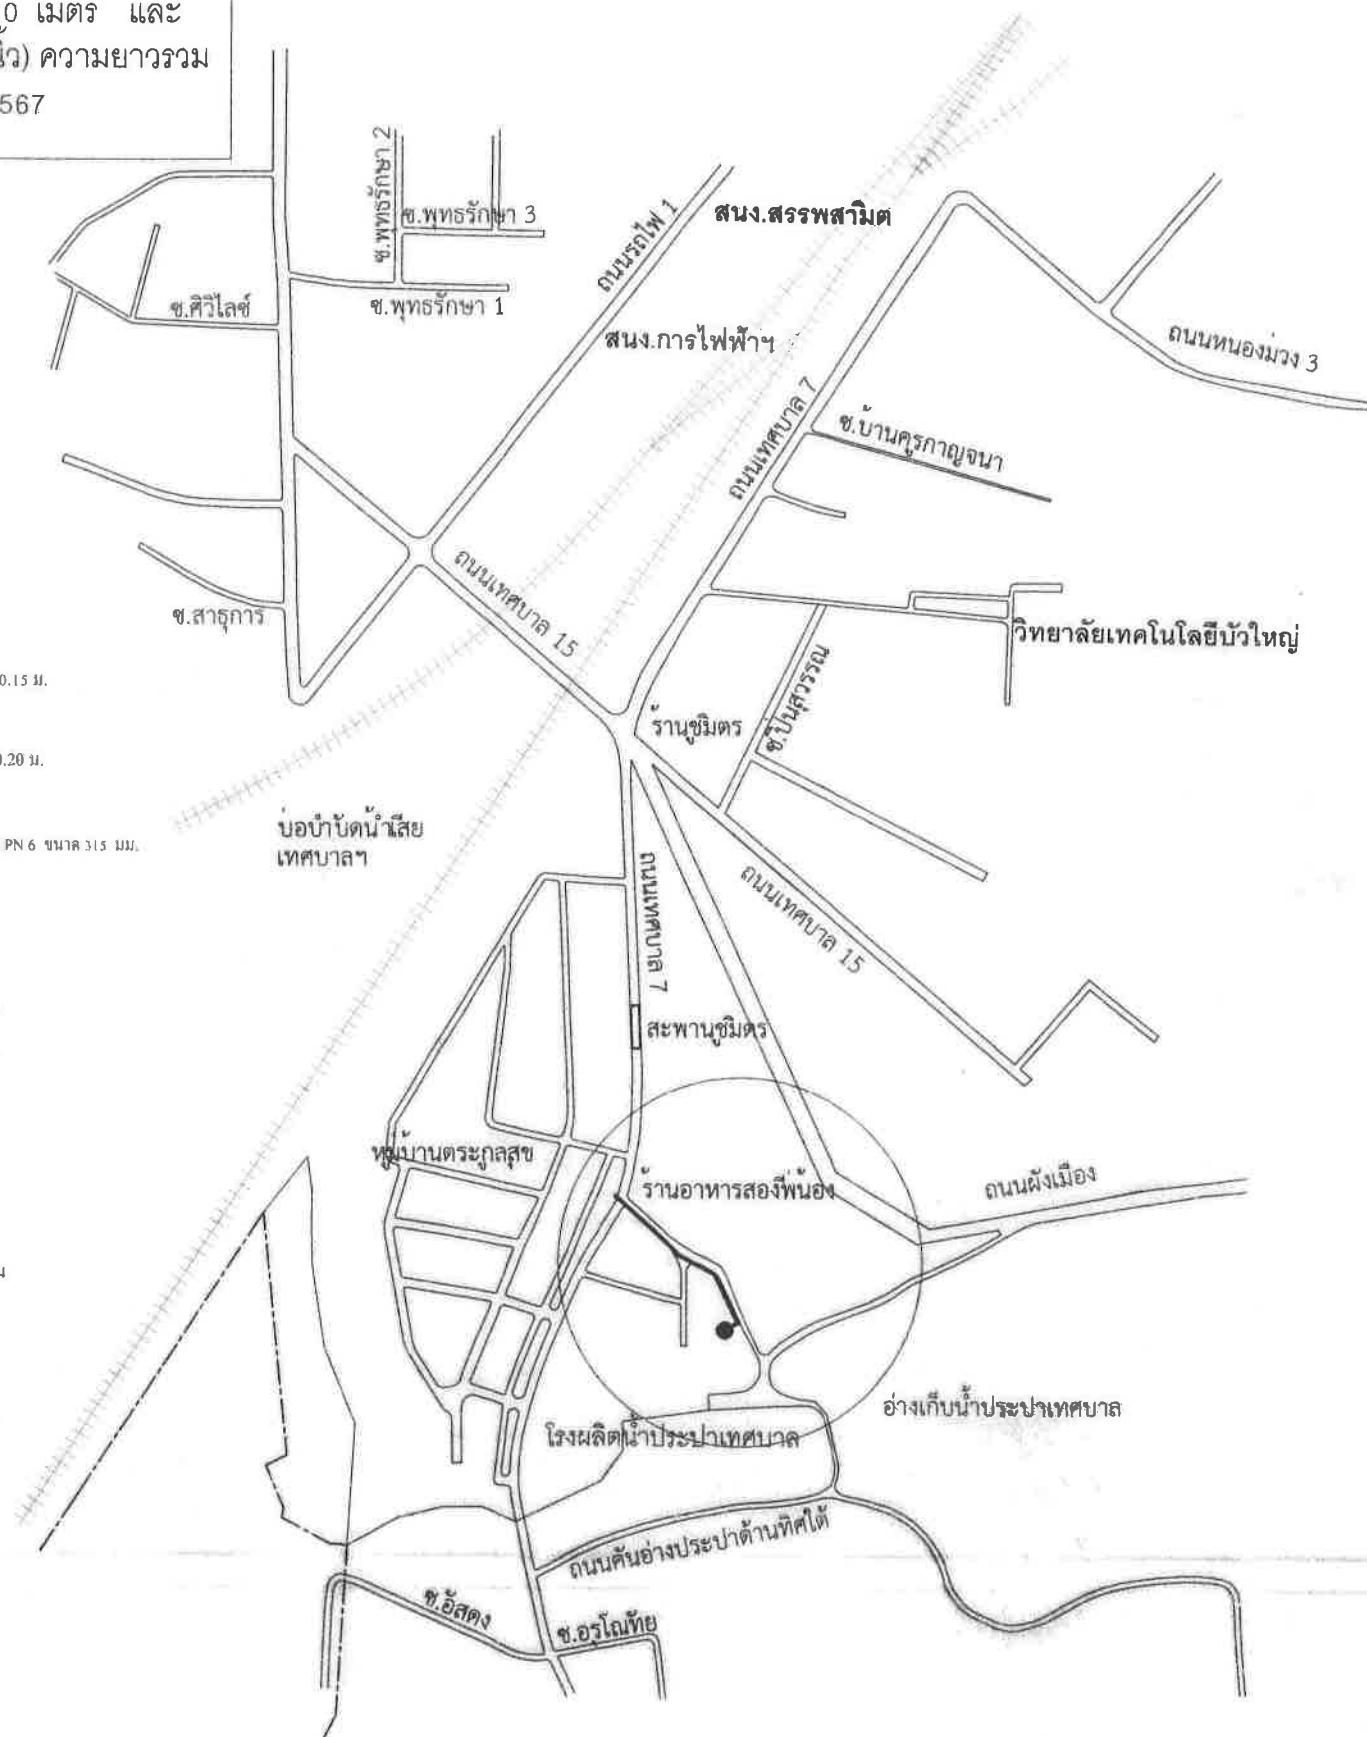 0 เมตร และ
นิ้ว) ความยาวรวม
567
ซ.พุทธรักษา 2
ซ.พุทธรักษา 3
ถนนรถไฟ 1
สนง.สรรพสามิต
ซ.ศิวิไลซ์
ซ.พุทธรักษา 1
สนง.การไฟฟ้าฯ
ถนนหนองม่วง 3
ถนนเทศบาล 7
ซ.บ้านครูกาญจนา
ถนนเทศบาล 15
ซ.สาธุการ
วิทยาลัยเทคโนโลยีบัวใหญ่
0.15 ม.
ร้านูชมิตร
ซ.ปิ่นสุวรรณ
0.20 ม.
บ่อบำบัดน้ำเสีย
เทศบาลฯ
PN 6 ขนาด 315 มม.
ถนนเทศบาล 7
ถนนเทศบาล 15
สะพานูชมิตร
หมู่บ้านตระกูลสุข
ร้านอาหารสองพี่น้อง
ถนนผังเมือง
น
อ่างเก็บน้ำประปาเทศบาล
โรงผลิตน้ำประปาเทศบาล
ถนนคันอ่างประปาด้านทิศใต้
ซ.อัสดง
ซ.อรุโณทัย